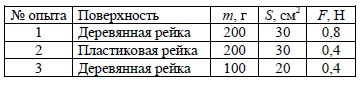 № опыта Поверхность m, г S, см² F, Н
1 Деревянная рейка 200 30 0,8
2 Пластиковая рейка 200 30 0,4
3 Деревянная рейка 100 20 0,4